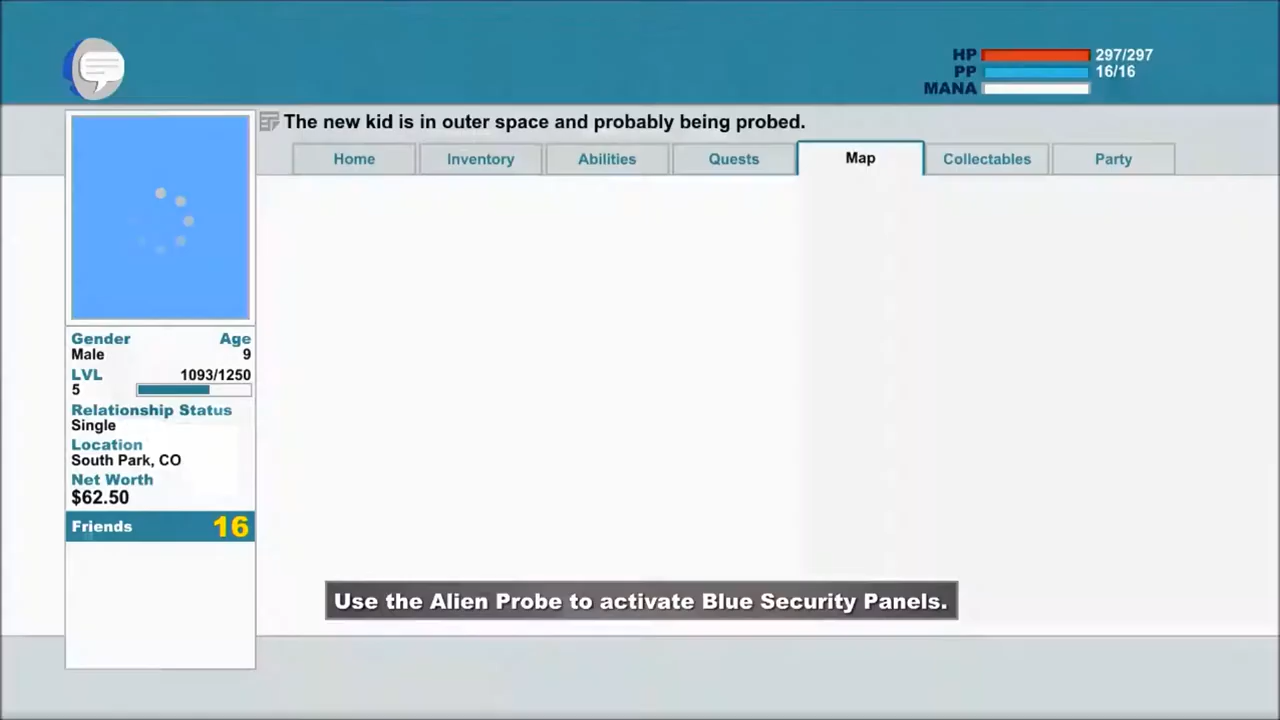 HP 297/297
PP 16/16
MANA
The new kid is in outer space and probably being probed.
Home Inventory Abilities Quests Map Collectables Party
Gender Age
Male 9
LVL 1093/1250
5
Relationship Status
Single
Location
South Park, CO
Net Worth
$62.50
Friends 16
Use the Alien Probe to activate Blue Security Panels.